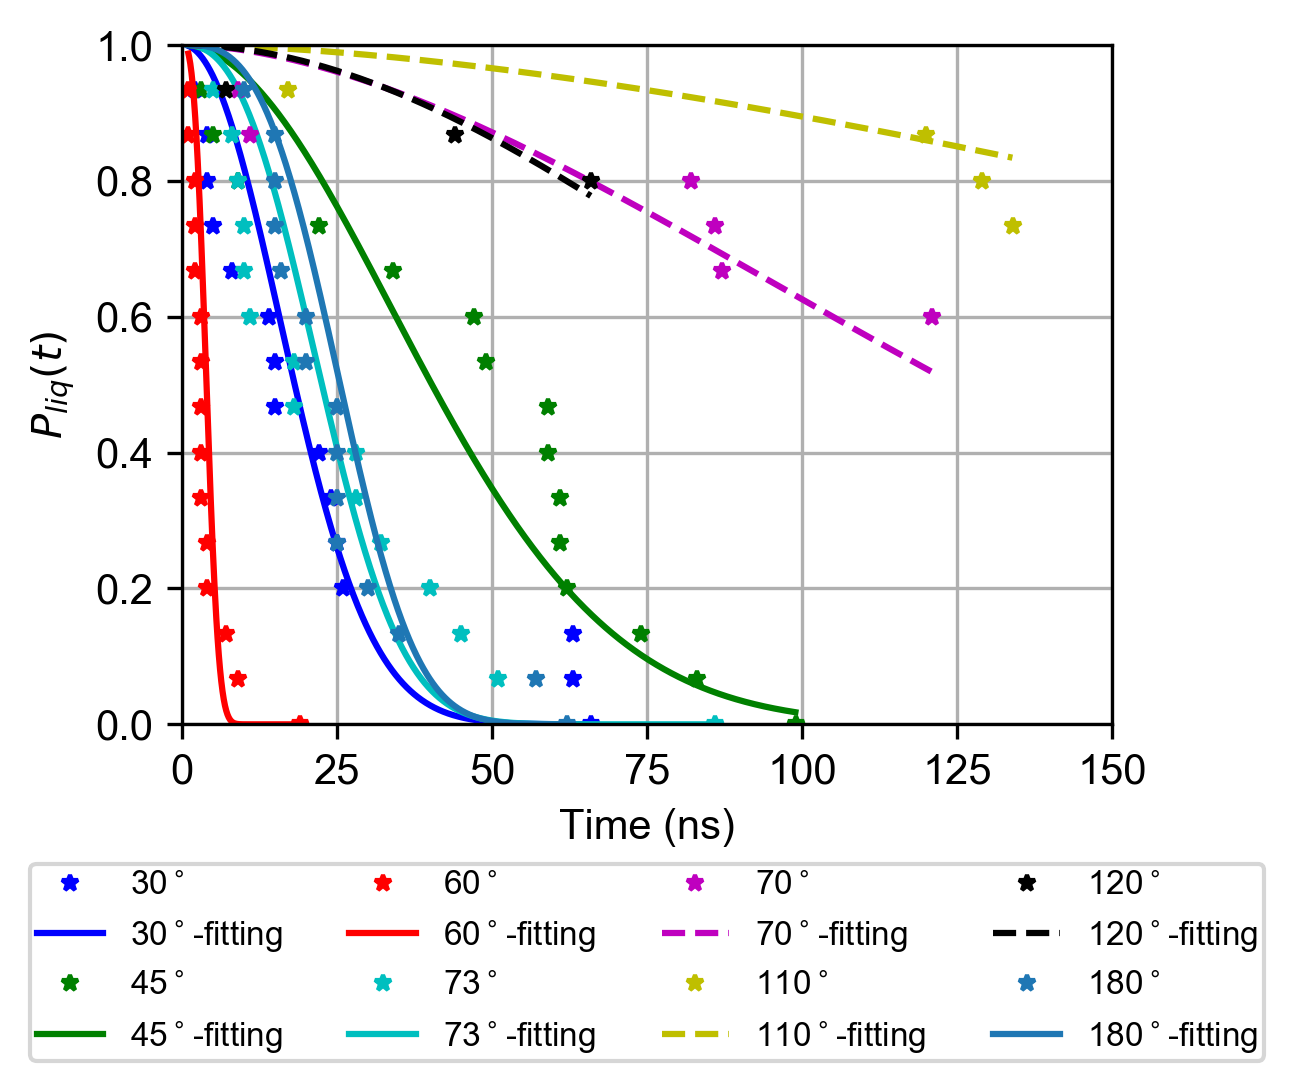 1.0
0.8
0.6
0.4
0.2
0.0
P_liq(t)
0 25 50 75 100 125 150
Time (ns)
30° 60° 70° 120°
30°-fitting 60°-fitting 70°-fitting 120°-fitting
45° 73° 110° 180°
45°-fitting 73°-fitting 110°-fitting 180°-fitting